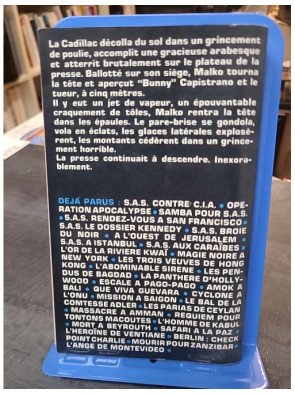 La Cadillac décolla du sol dans un grincement
de poulie, accomplit une gracieuse arabesque
et atterrit brutalement sur le plateau de la
presse. Ballotté sur son siège, Malko tourna
la tête et aperçut "Bunny" Capistrano et le
tueur, à cinq mètres.
Il y eut un jet de vapeur, un épouvantable
craquement de tôles, Malko rentra la tête
dans les épaules. Le pare-brise se gondola,
vola en éclats, les glaces latérales explosè-
rent, les montants cédèrent dans un grince-
ment horrible.
La presse continuait à descendre. Inexora-
blement.
DEJA PARUS : S.A.S. CONTRE C.I.A. • OPE-
RATION APOCALYPSE • SAMBA POUR S.A.S.
• S.A.S. RENDEZ-VOUS A SAN FRANCISCO •
S.A.S. LE DOSSIER KENNEDY • S.A.S. BROIE
DU NOIR • A L'OUEST DE JERUSALEM •
S.A.S A ISTANBUL • S.A.S. AUX CARAÏBES •
L'OR DE LA RIVIERE KWAÏ • MAGIE NOIRE A
NEW YORK • LES TROIS VEUVES DE HONG
KONG • L'ABOMINABLE SIRENE • LES PEN-
DUS DE BAGDAD • LA PANTHERE D'HOLLY-
WOOD • ESCALE A PAGO-PAGO • AMOK A
BALI • QUE VIVA GUEVARA • CYCLONE A
L'ONU • MISSION A SAIGON • LE BAL DE LA
COMTESSE ADLER • LES PARIAS DE CEYLAN
• MASSACRE A AMMAN • REQUIEM POUR
TONTONS MACOUTES • L'HOMME DE KABUL
• MORT A BEYROUTH • SAFARI A LA PAZ •
L'HEROÏNE DE VENTIANE • BERLIN : CHECK
POINT CHARLIE • MOURIR POUR ZANZIBAR •
L'ANGE DE MONTEVIDEO •